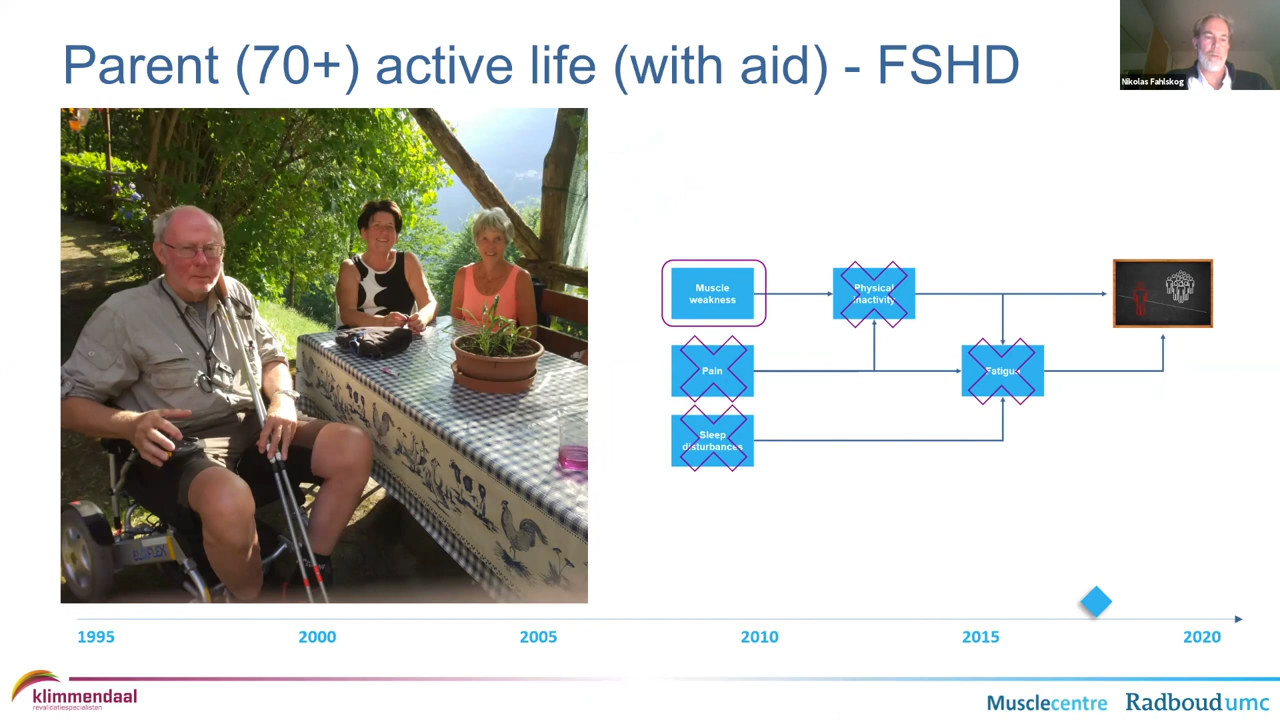 Parent (70+) active life (with aid) - FSHD
Nikolas Fahlskog
Muscle
weakness
Physical
inactivity
Pain
Fatigue
Sleep
disturbances
1995
2000
2005
2010
2015
2020
klimmendaal
revalidatiespecialisten
Musclecentre
Radboudumc